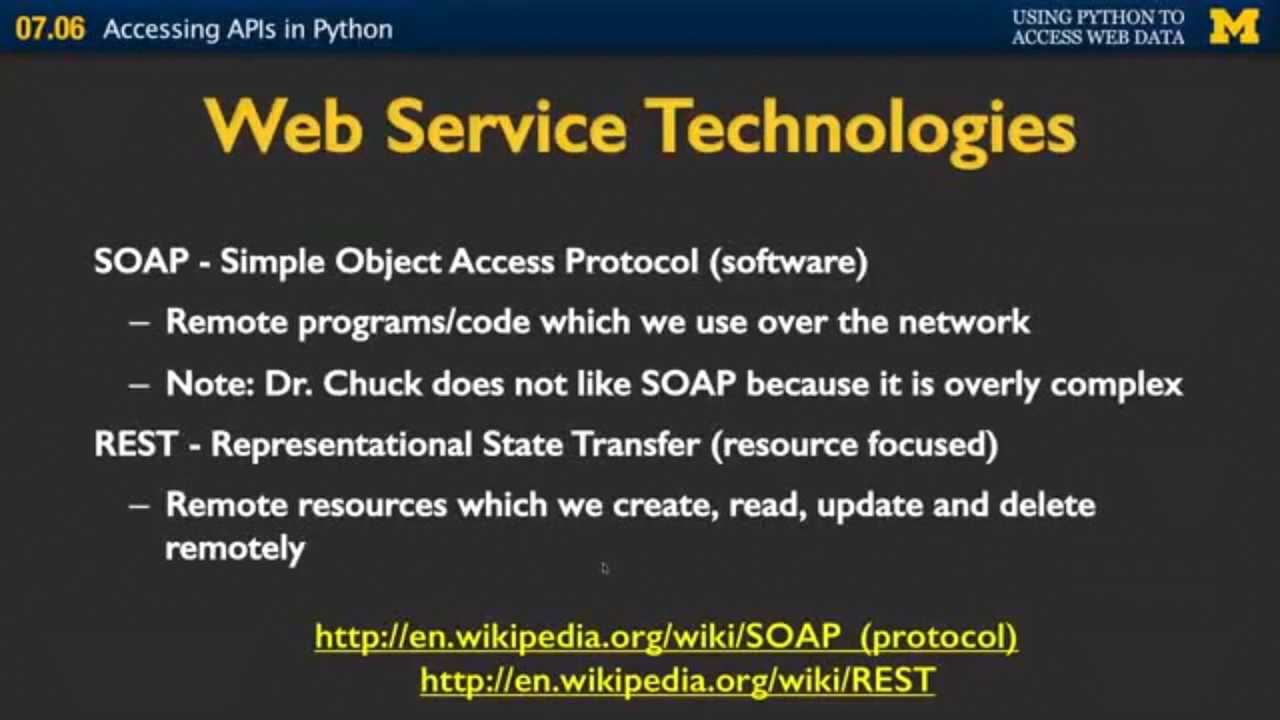 07.06 Accessing APIs in Python
USING PYTHON TO
ACCESS WEB DATA
M
Web Service Technologies
SOAP - Simple Object Access Protocol (software)
– Remote programs/code which we use over the network
– Note: Dr. Chuck does not like SOAP because it is overly complex
REST - Representational State Transfer (resource focused)
– Remote resources which we create, read, update and delete
remotely
http://en.wikipedia.org/wiki/SOAP_(protocol)
http://en.wikipedia.org/wiki/REST